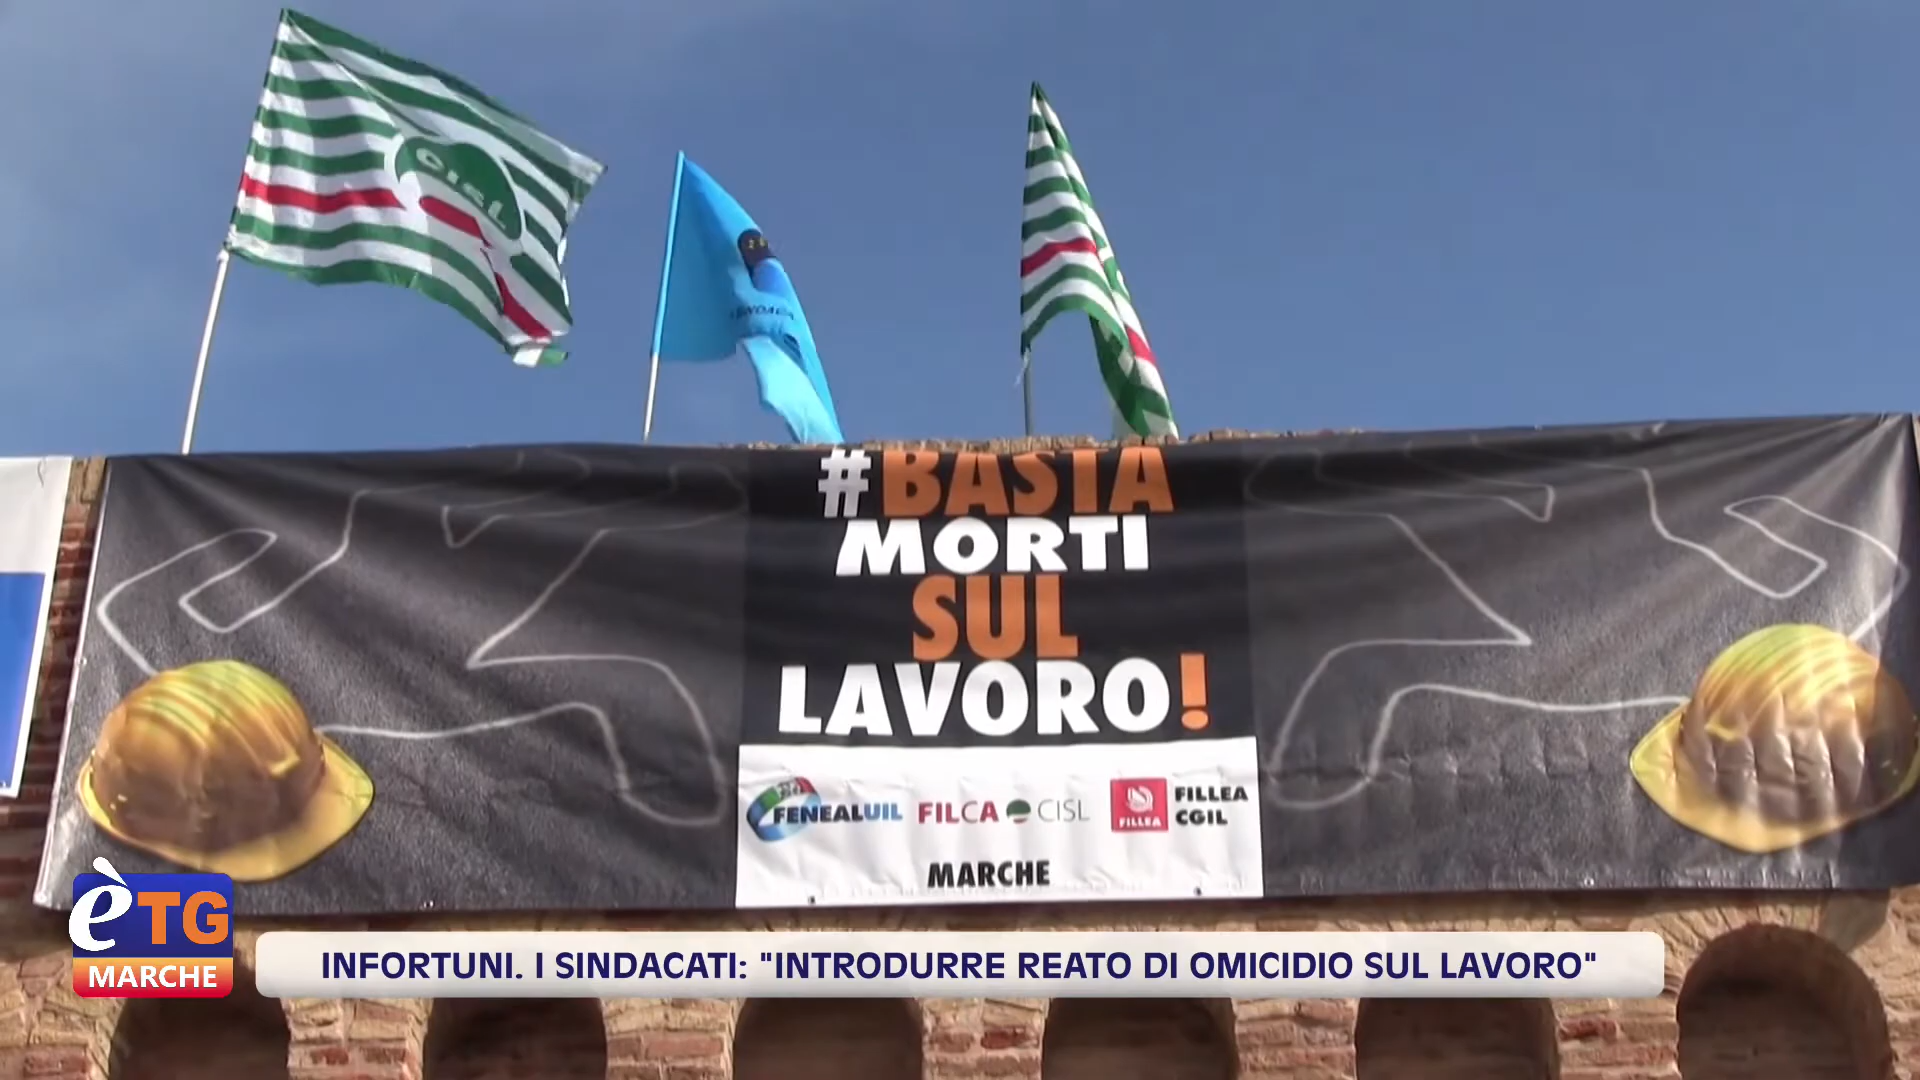 CISL
#BASTA
MORTI
SUL
LAVORO!
FENEALUIL
FILCA CISL
FILLEA
FILLEA
CGIL
MARCHE
èTG
MARCHE
INFORTUNI. I SINDACATI: "INTRODURRE REATO DI OMICIDIO SUL LAVORO"